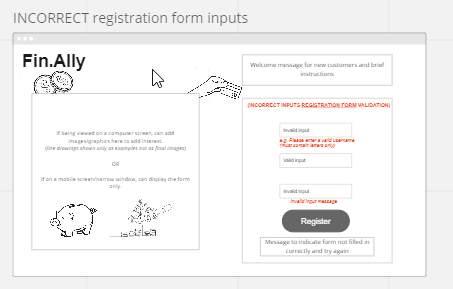 INCORRECT registration form inputs
Fin.Ally
Welcome message for new customers and brief
instructions
If being viewed on a computer screen, can add
images/graphics here to add interest.
(line drawings shown only as examples not as final images)
OR
If on a mobile screen/narrow window, can display the form
only.
(INCORRECT INPUTS REGISTRATION FORM VALIDATION)
Invalid input
e.g. Please enter a valid username
(must contain letters only)
Valid input
Invalid input
Invalid input message
Register
Message to indicate form not filled in
correctly and try again